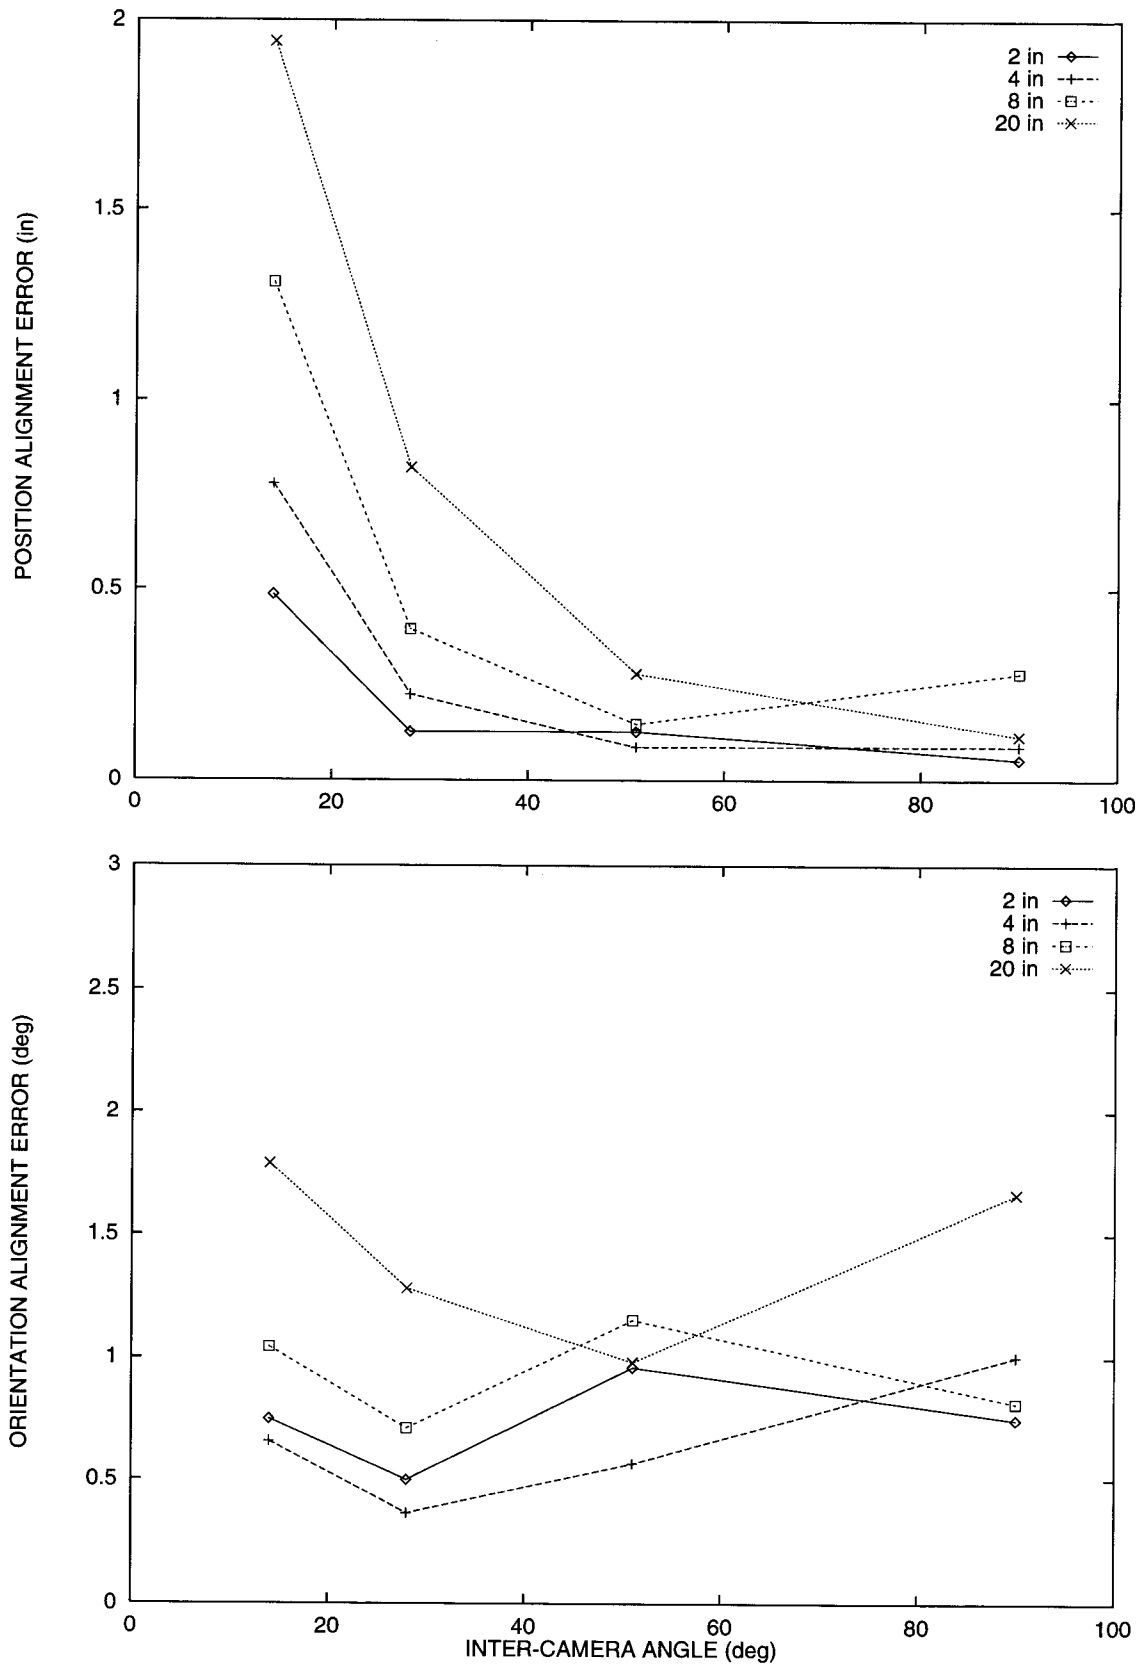 2
2 in
4 in
8 in
20 in
1.5
POSITION ALIGNMENT ERROR (in)
1
0.5
0
0 20 40 60 80 100
3
2 in
4 in
8 in
20 in
2.5
2
ORIENTATION ALIGNMENT ERROR (deg)
1.5
1
0.5
0
0 20 40 60 80 100
INTER-CAMERA ANGLE (deg)